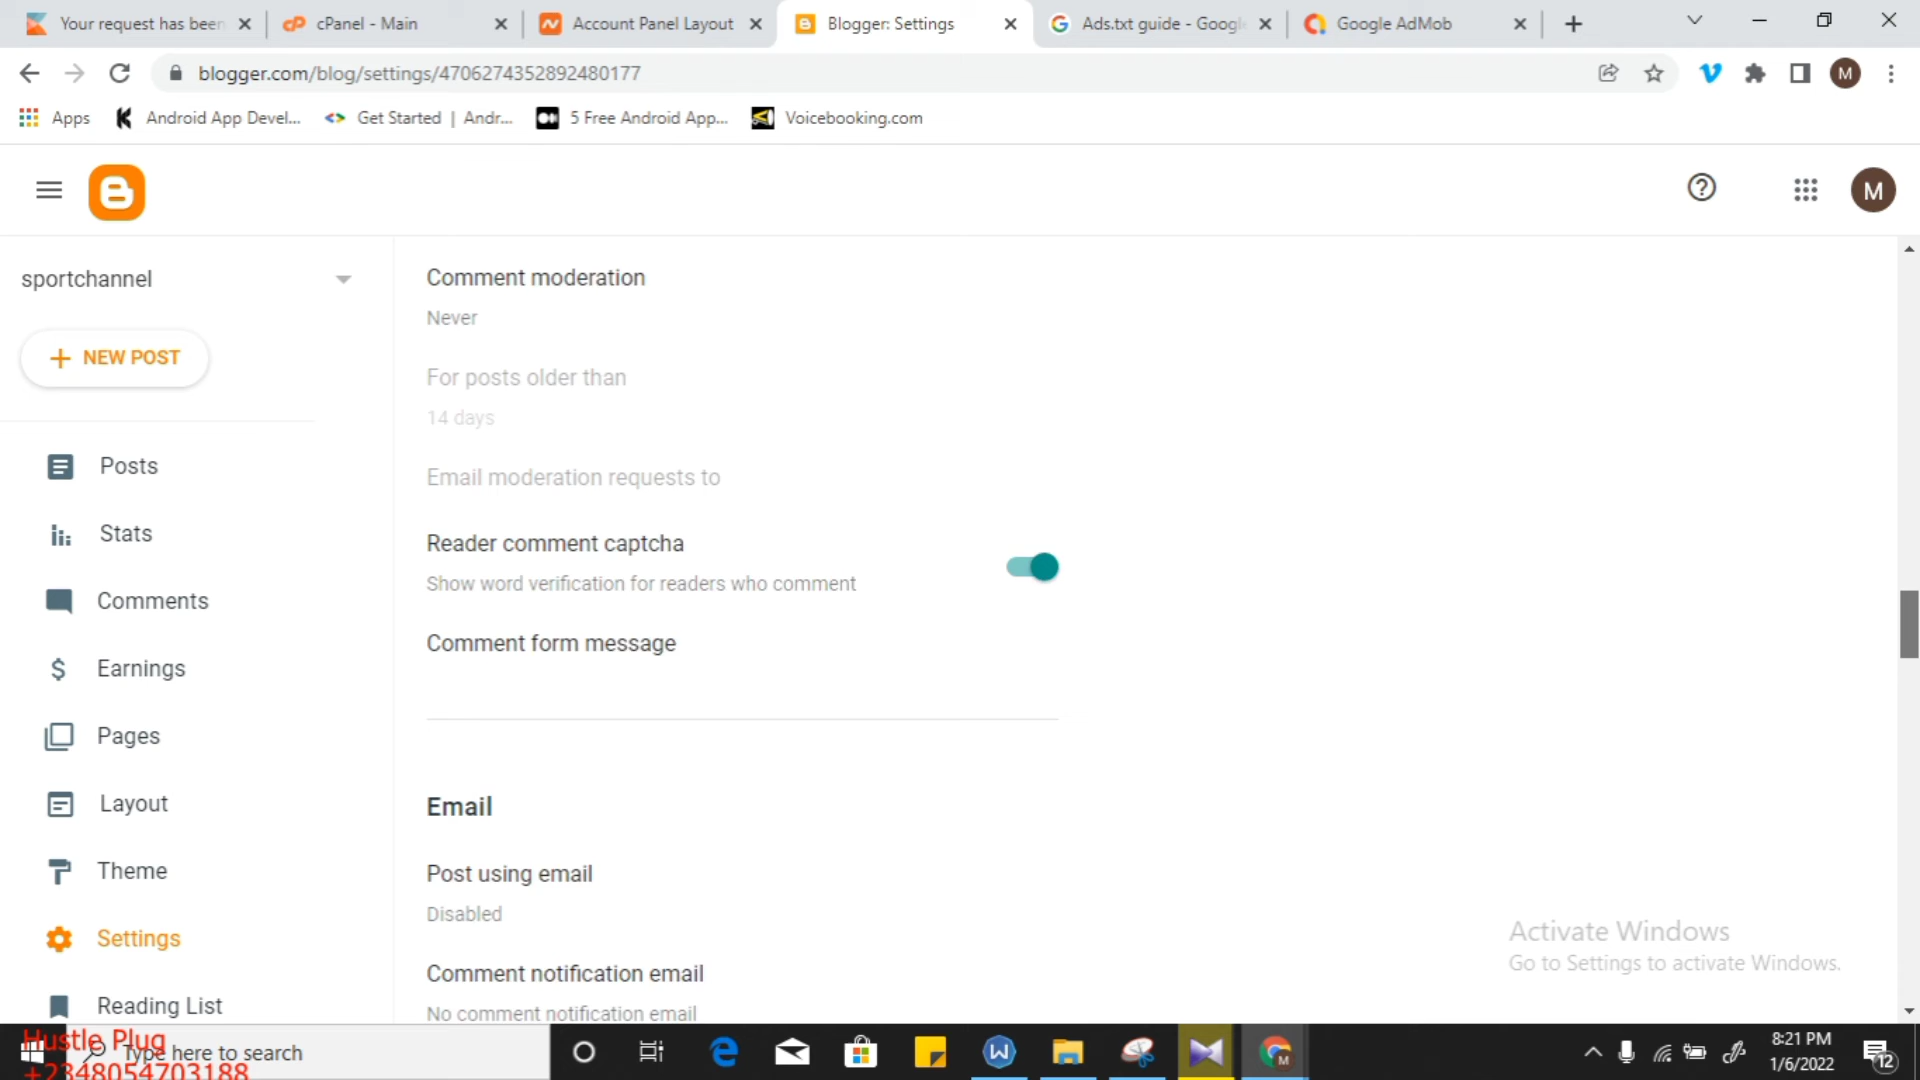 Your request has been
cPanel - Main
Account Panel Layout
Blogger: Settings
Ads.txt guide - Googl
Google AdMob
blogger.com/blog/settings/4706274352892480177
M
Apps
Android App Devel...
Get Started | Andr...
5 Free Android App...
Voicebooking.com
M
sportchannel
NEW POST
Posts
Stats
Comments
Earnings
Pages
Layout
Theme
Settings
Reading List
Comment moderation
Never
For posts older than
14 days
Email moderation requests to
Reader comment captcha
Show word verification for readers who comment
Comment form message
Email
Post using email
Disabled
Comment notification email
No comment notification email
Activate Windows
Go to Settings to activate Windows.
Hustle Plug
+2348054703188
Type here to search
8:21 PM
1/6/2022
12